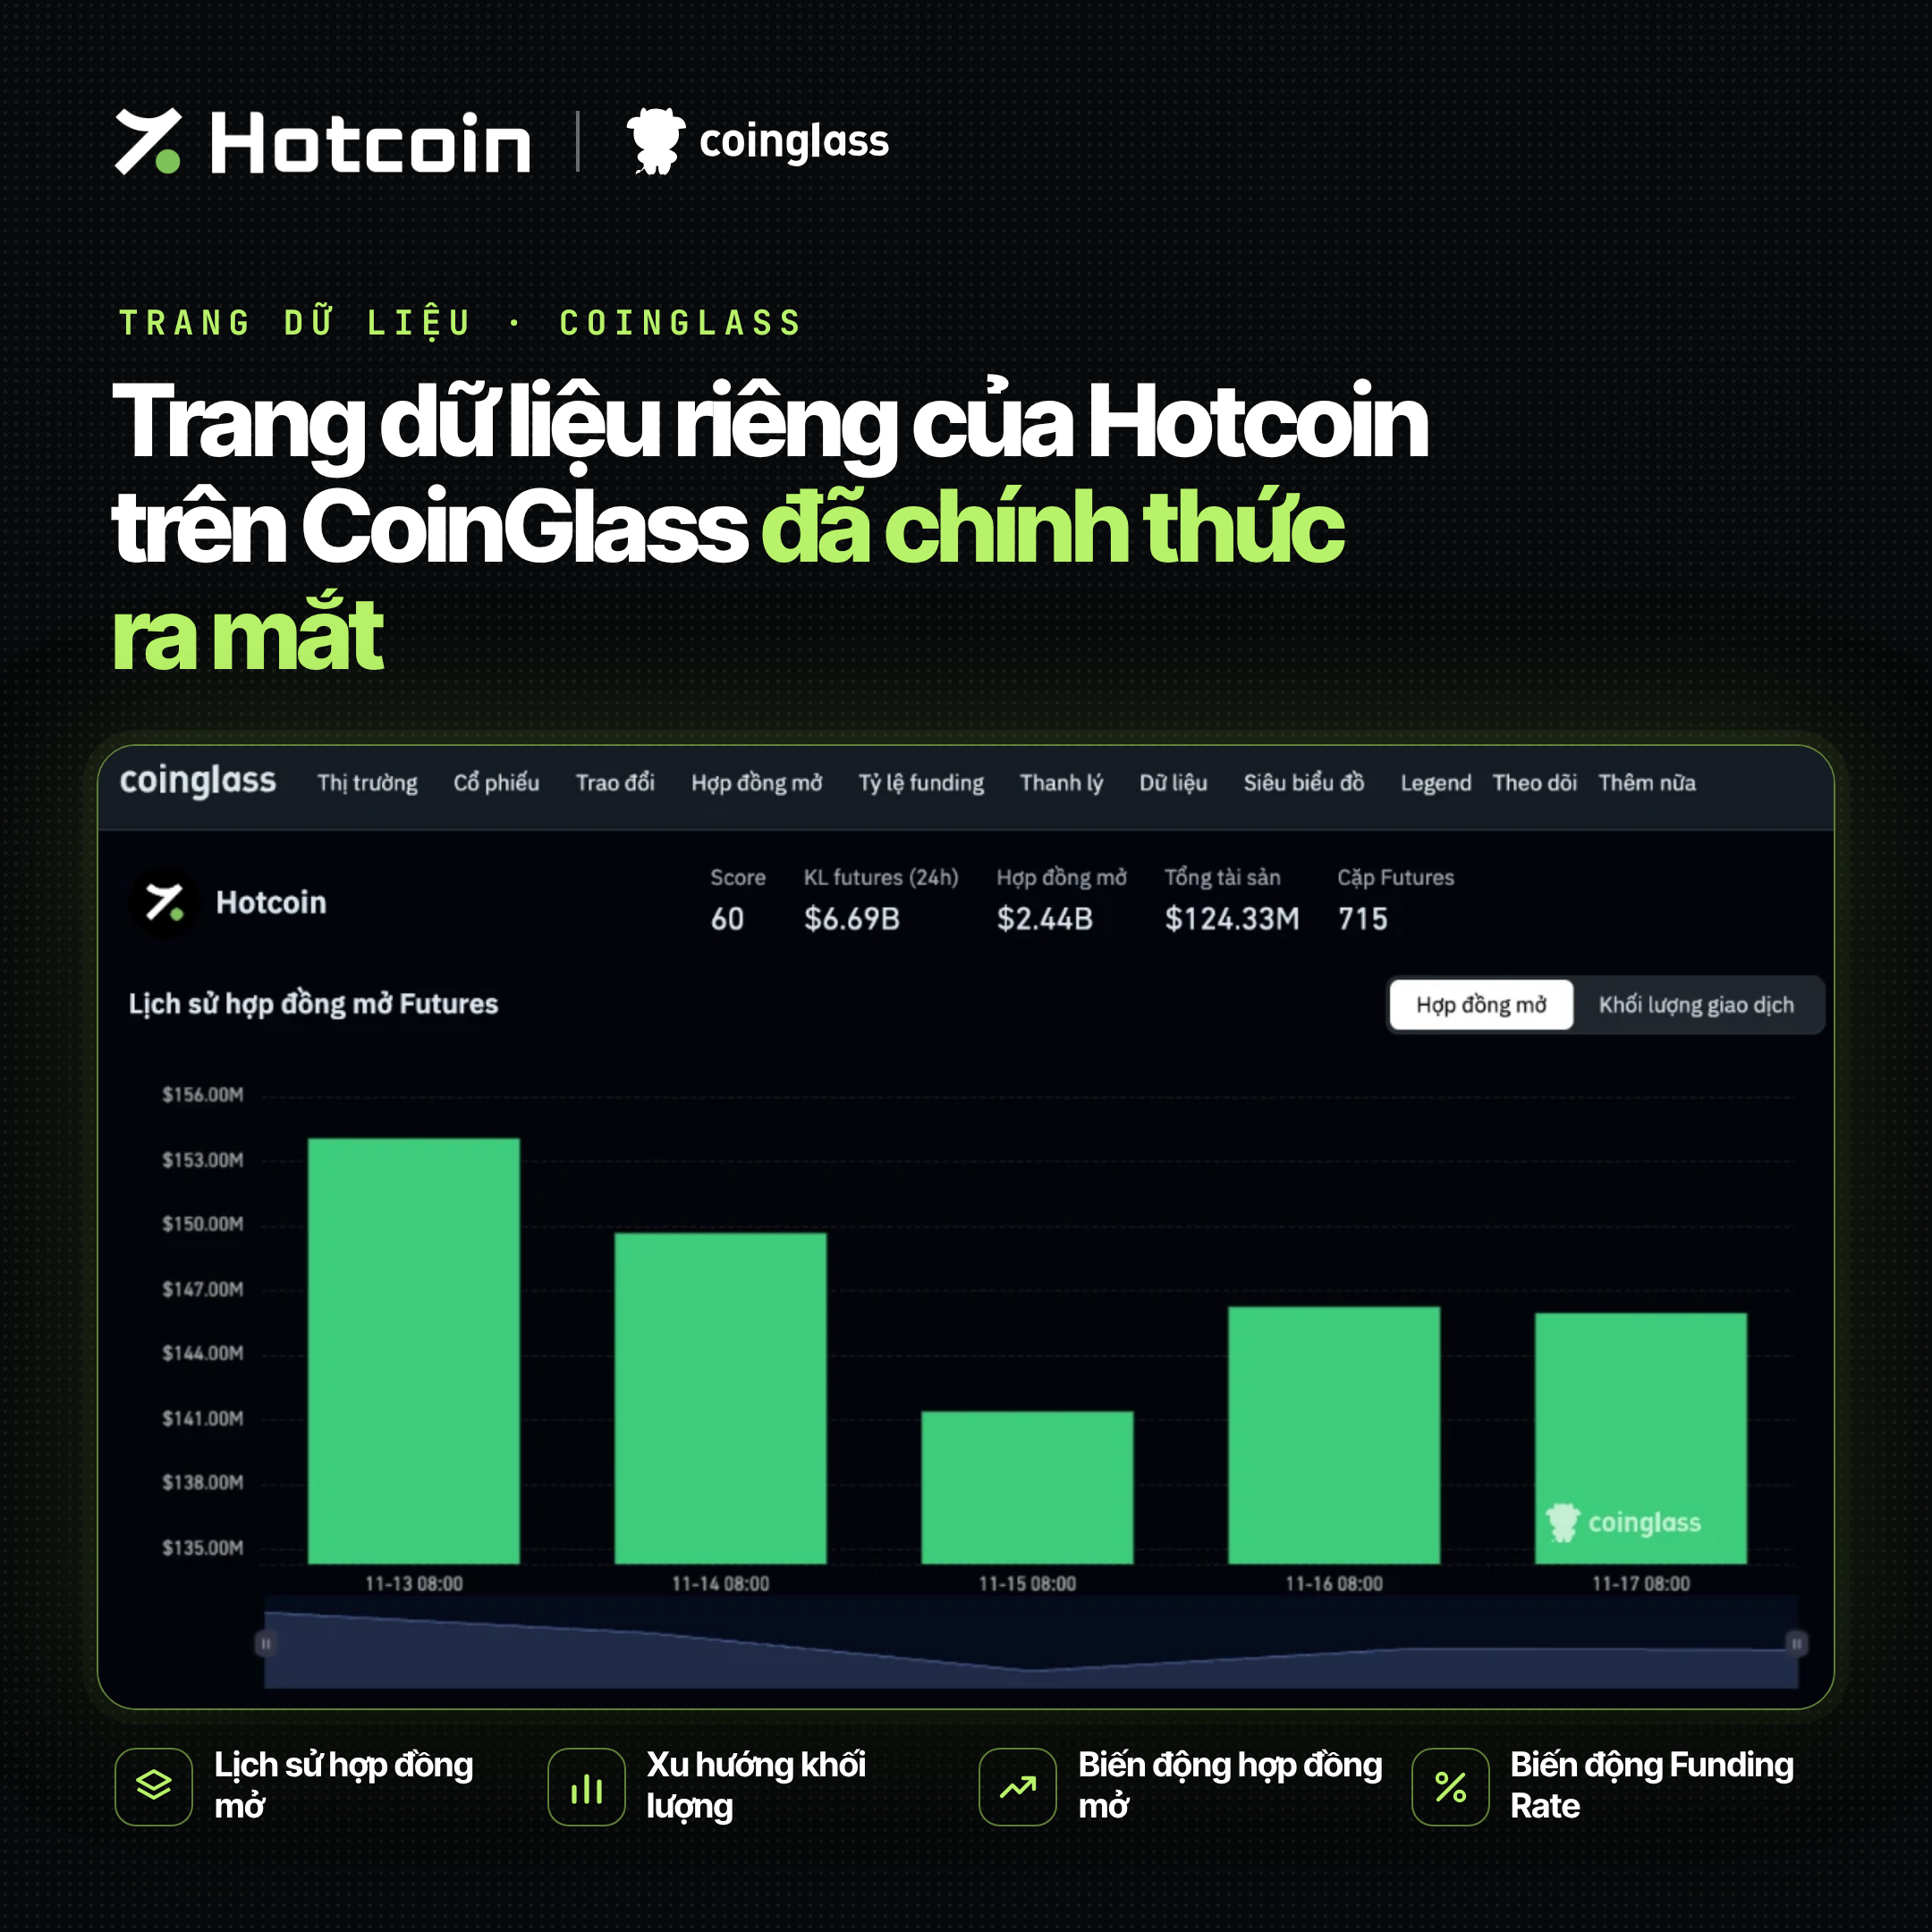 Hotcoin | coinglass
TRANG DỮ LIỆU · COINGLASS
Trang dữ liệu riêng của Hotcoin
trên CoinGlass đã chính thức
ra mắt
coinglass Thị trường Cổ phiếu Trao đổi Hợp đồng mở Tỷ lệ funding Thanh lý Dữ liệu Siêu biểu đồ Legend Theo dõi Thêm nữa
Hotcoin
Score KL futures (24h) Hợp đồng mở Tổng tài sản Cặp Futures
60 $6.69B $2.44B $124.33M 715
Lịch sử hợp đồng mở Futures
Hợp đồng mở Khối lượng giao dịch
$156.00M
$153.00M
$150.00M
$147.00M
$144.00M
$141.00M
$138.00M
$135.00M
coinglass
11-13 08:00 11-14 08:00 11-15 08:00 11-16 08:00 11-17 08:00
Lịch sử hợp đồng
mở
Xu hướng khối
lượng
Biến động hợp đồng
mở
Biến động Funding
Rate